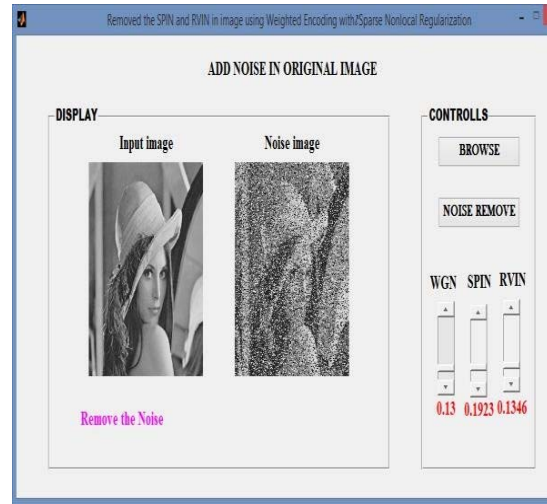 Removed the SPIN and RVIN in image using Weighted Encoding with/Sparse Nonlocal Regularization
ADD NOISE IN ORIGINAL IMAGE
DISPLAY
Input image Noise image
Remove the Noise
CONTROLLS
BROWSE
NOISE REMOVE
WGN SPIN RVIN
0.13 0.1923 0.1346